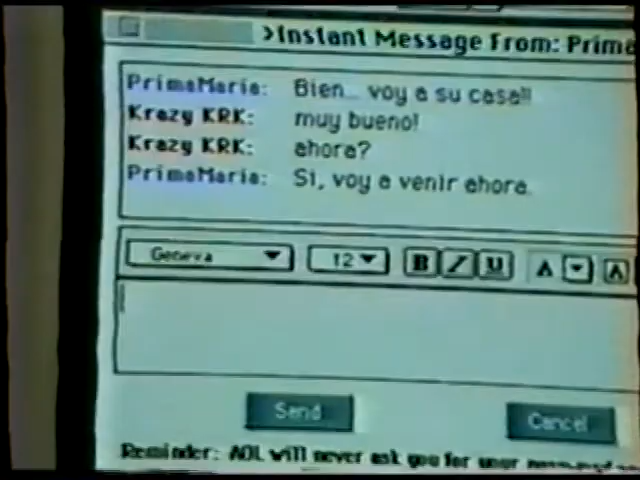 >Instant Message From: Prima
PrimaMaria: Bien... voy a su casa!!
Krazy KRK: muy bueno!
Krazy KRK: ahora?
PrimaMaria: Si, voy a venir ahora.
Geneva 12 B I U A A
Send Cancel
Reminder: AOL will never ask you for your